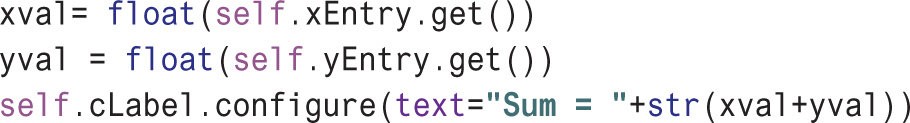 xval= float(self.xEntry.get())
yval = float(self.yEntry.get())
self.cLabel.configure(text="Sum = "+str(xval+yval))